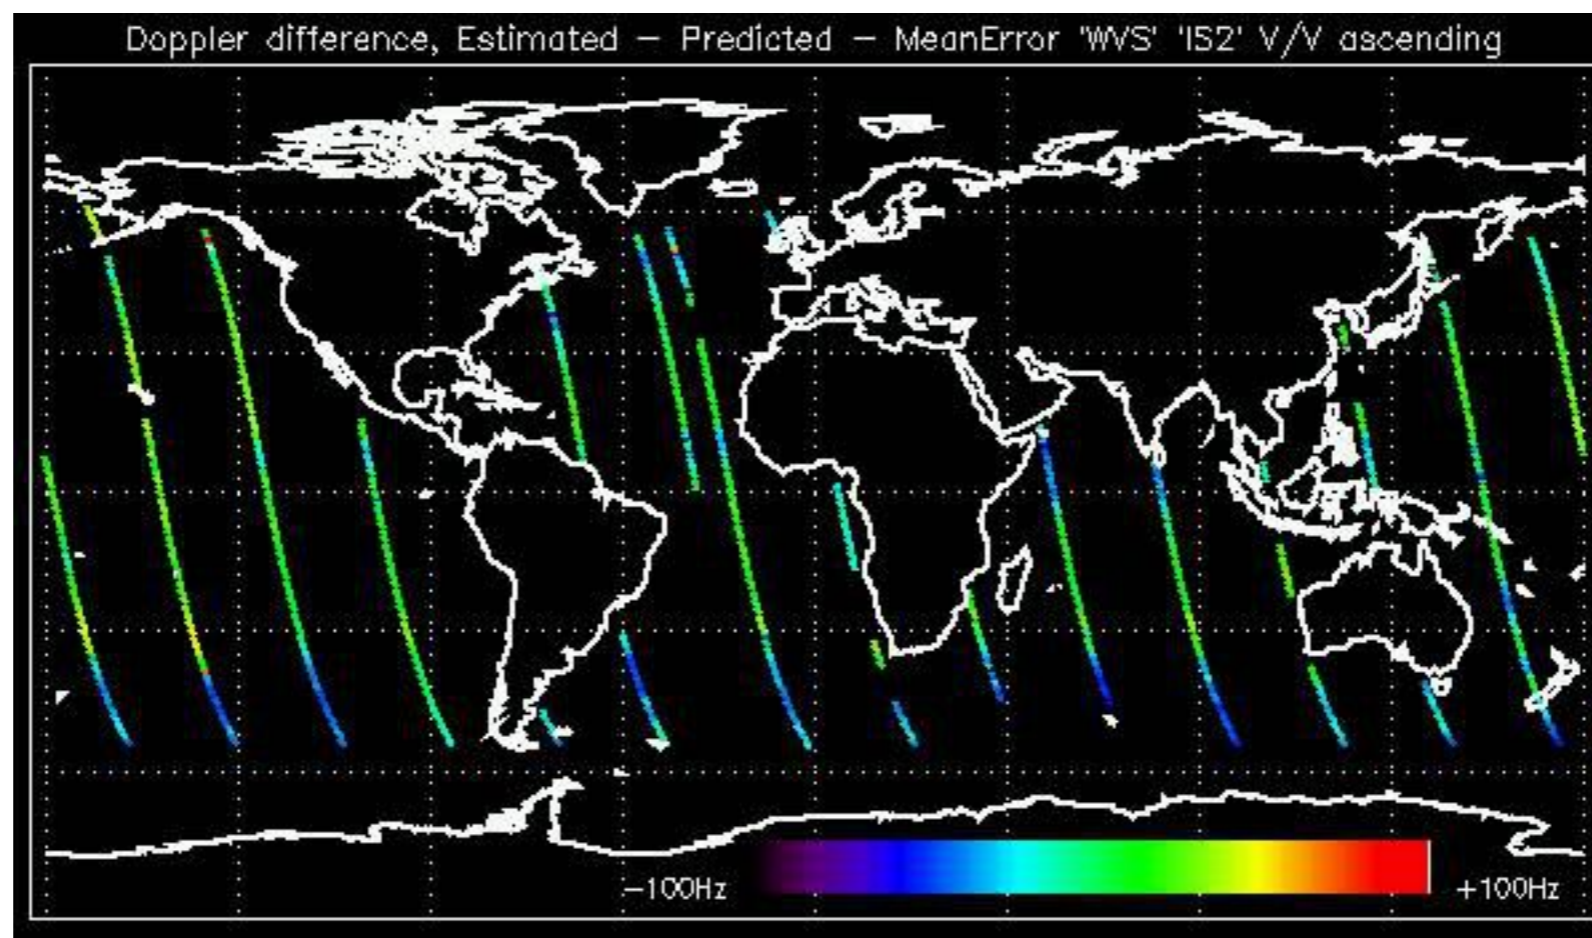 Doppler difference, Estimated – Predicted – MeanError 'WVS' 'IS2' V/V ascending
–100Hz
+100Hz